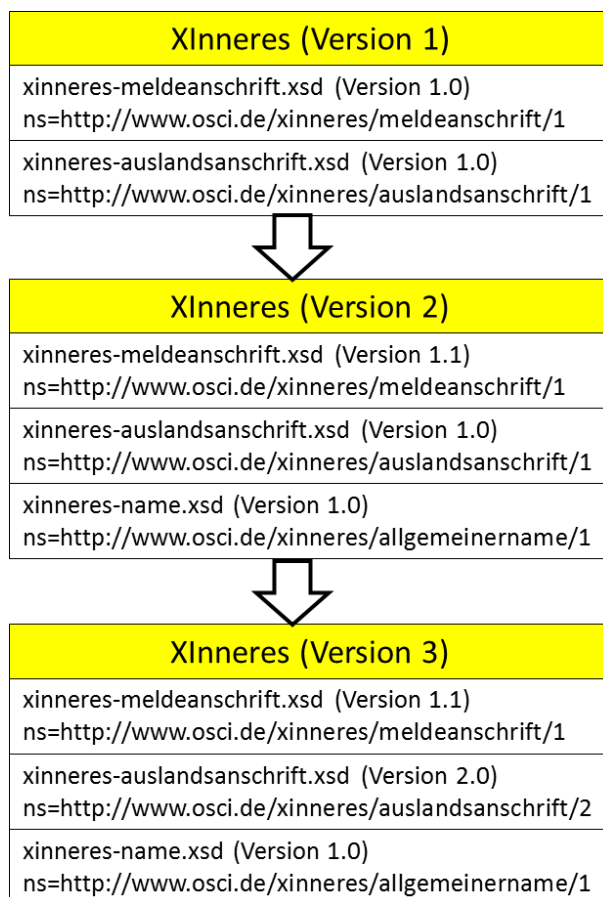 XInneres (Version 1)
xinneres-meldeanschrift.xsd (Version 1.0)
ns=http://www.osci.de/xinneres/meldeanschrift/1
xinneres-auslandsanschrift.xsd (Version 1.0)
ns=http://www.osci.de/xinneres/auslandsanschrift/1
XInneres (Version 2)
xinneres-meldeanschrift.xsd (Version 1.1)
ns=http://www.osci.de/xinneres/meldeanschrift/1
xinneres-auslandsanschrift.xsd (Version 1.0)
ns=http://www.osci.de/xinneres/auslandsanschrift/1
xinneres-name.xsd (Version 1.0)
ns=http://www.osci.de/xinneres/allgemeinername/1
XInneres (Version 3)
xinneres-meldeanschrift.xsd (Version 1.1)
ns=http://www.osci.de/xinneres/meldeanschrift/1
xinneres-auslandsanschrift.xsd (Version 2.0)
ns=http://www.osci.de/xinneres/auslandsanschrift/2
xinneres-name.xsd (Version 1.0)
ns=http://www.osci.de/xinneres/allgemeinername/1